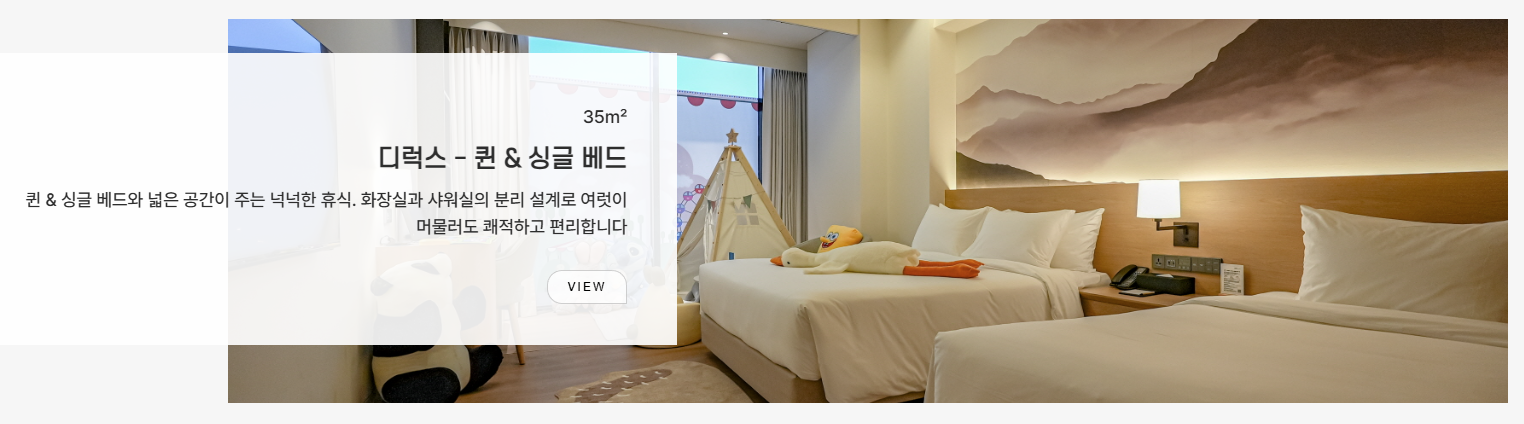 35m²
디럭스 - 퀸 & 싱글 베드
퀸 & 싱글 베드와 넓은 공간이 주는 넉넉한 휴식. 화장실과 샤워실의 분리 설계로 여럿이
머물러도 쾌적하고 편리합니다
VIEW